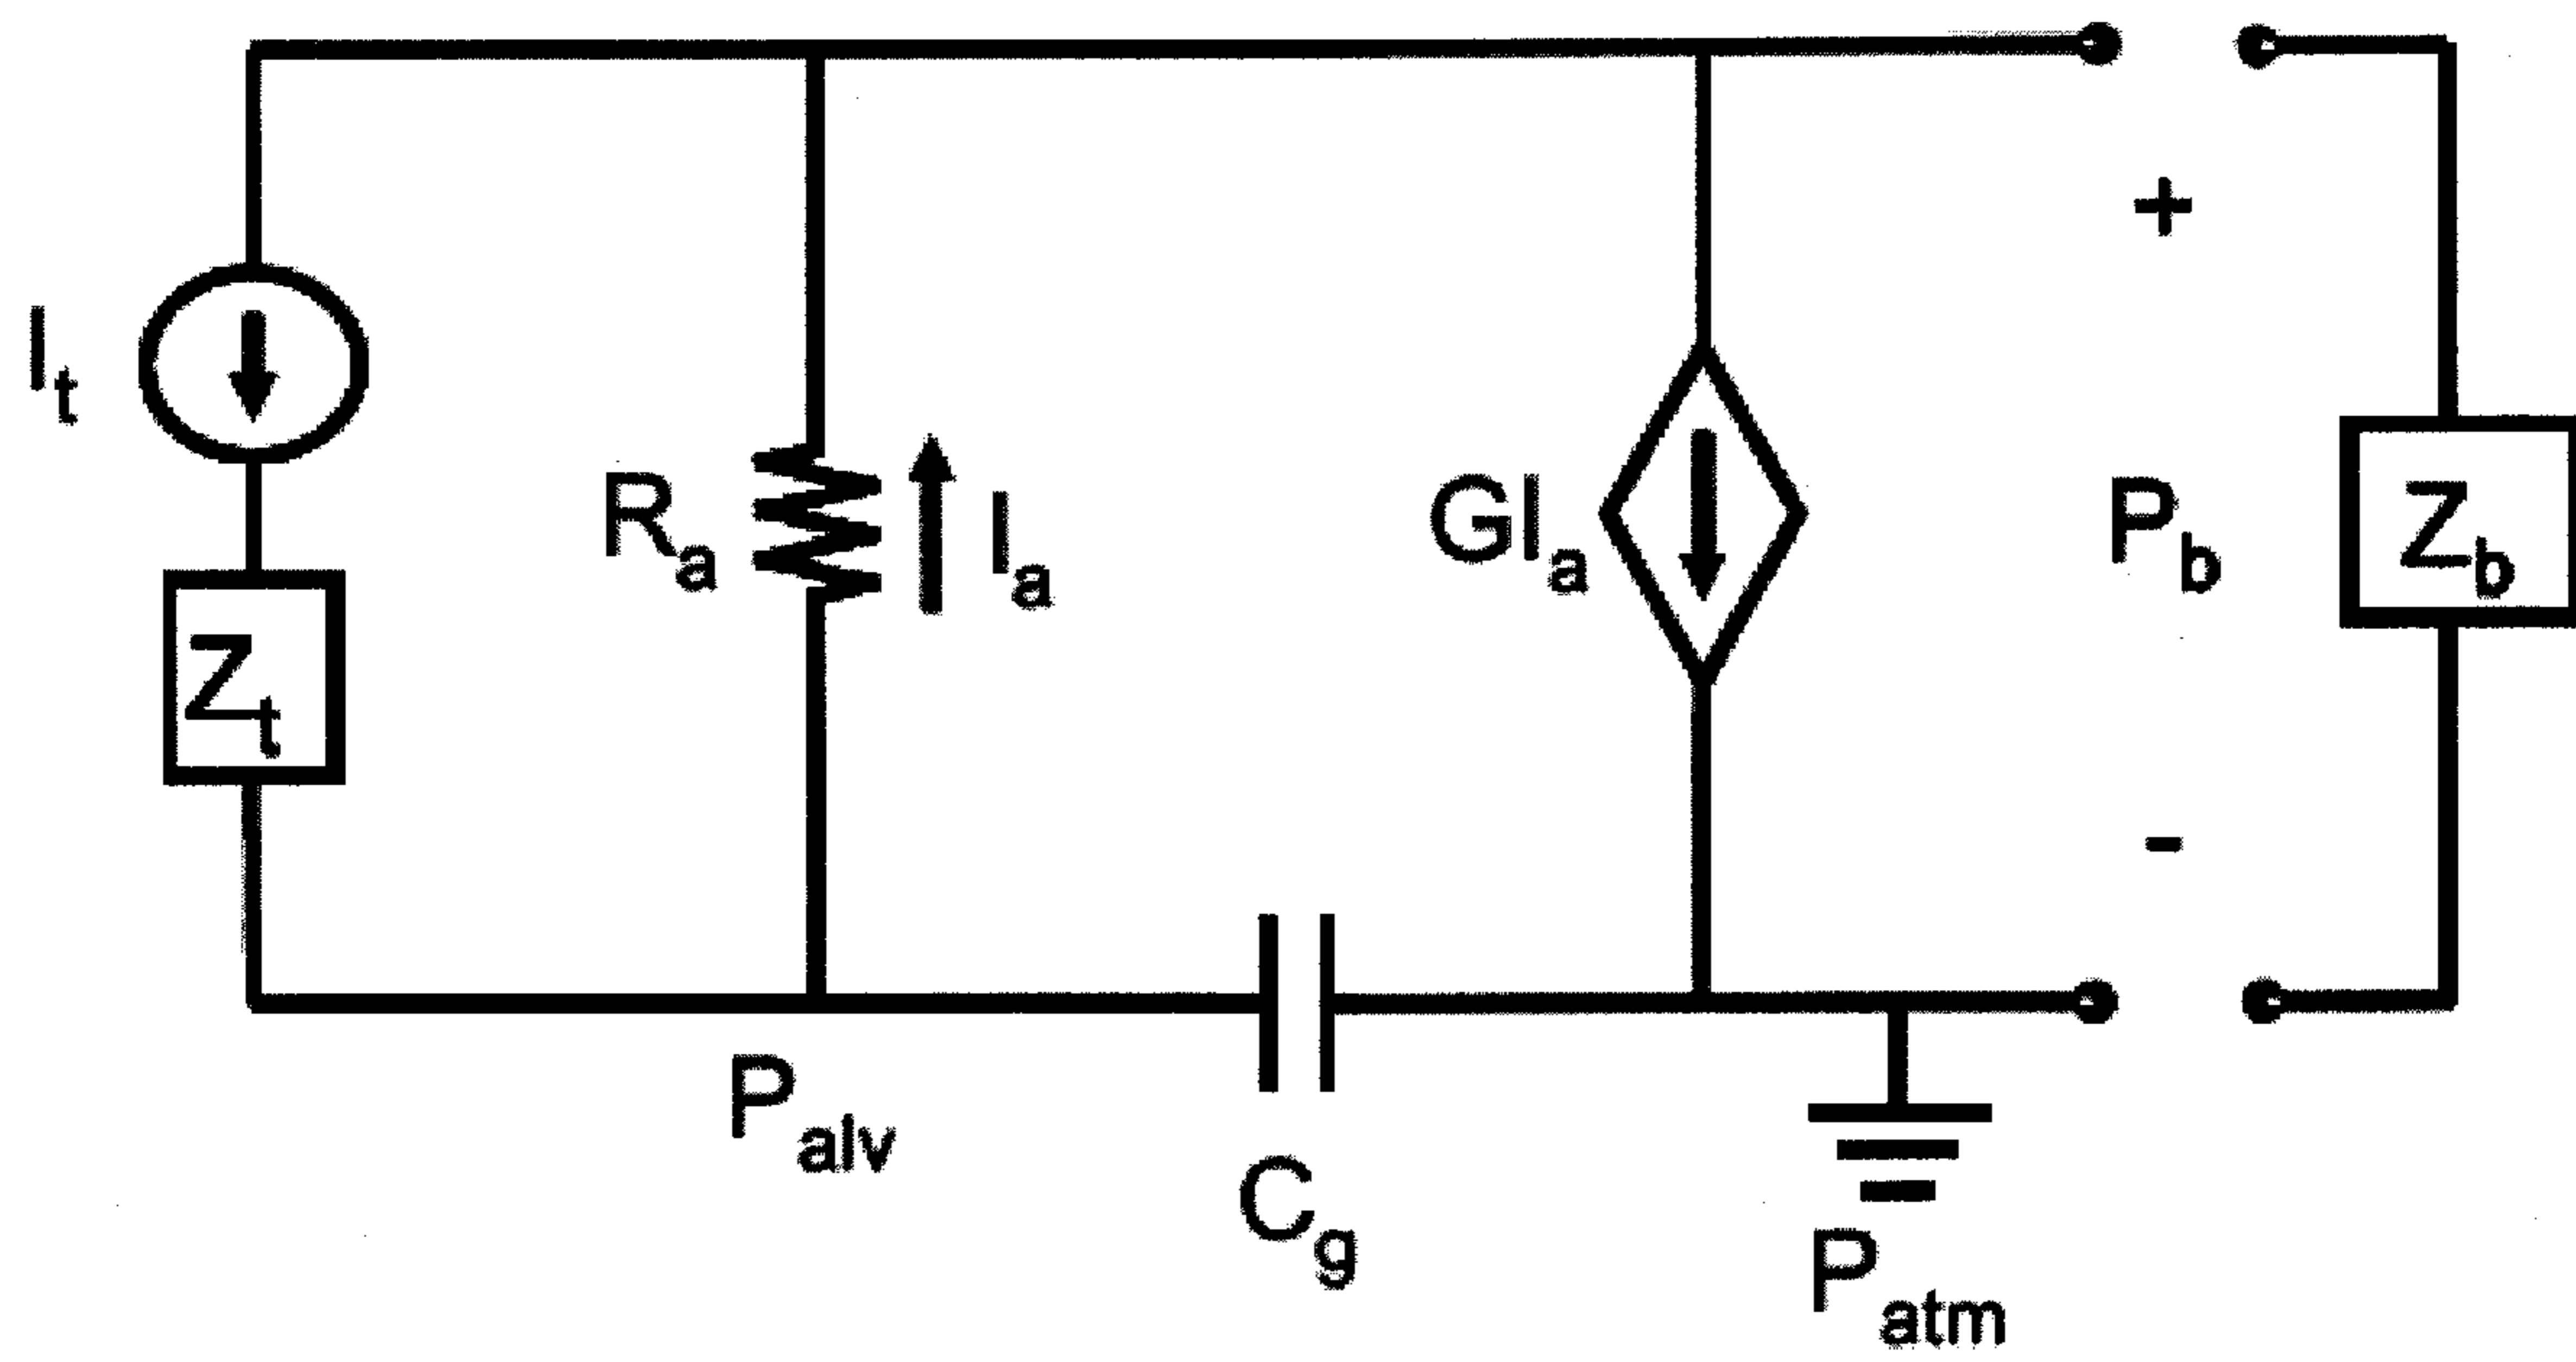 +
I_t
R_a
I_a
GI_a
P_b
Z_b
Z_t
-
P_alv
C_g
P_atm